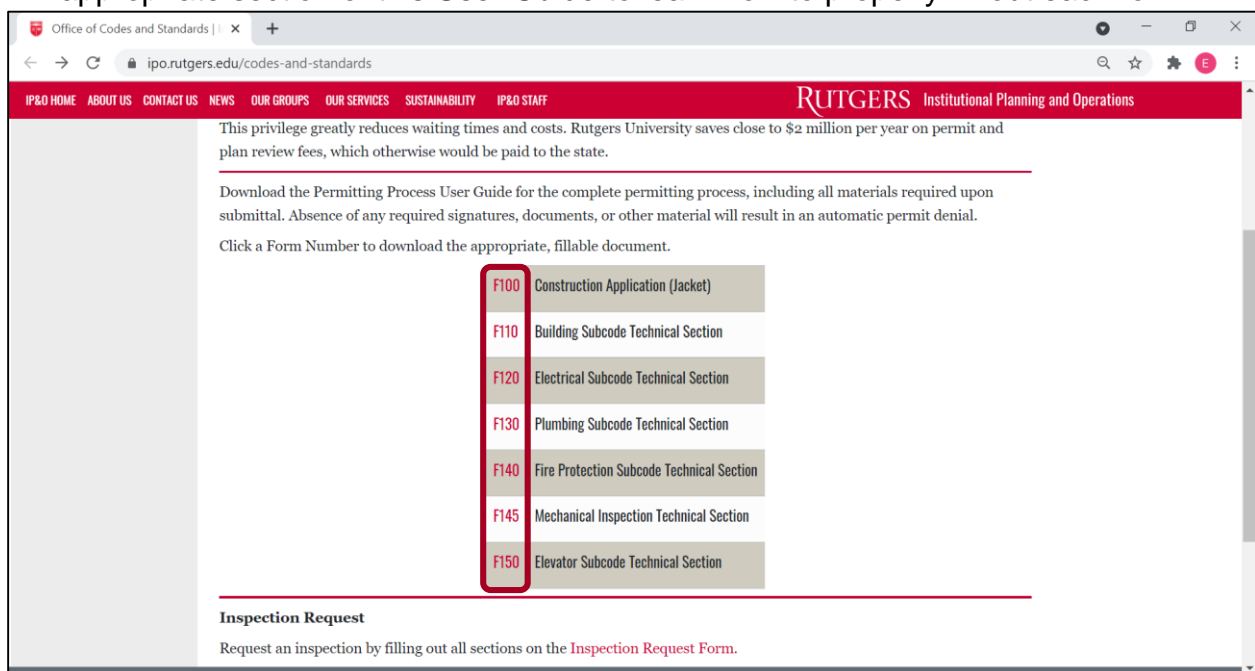 Office of Codes and Standards |
ipo.rutgers.edu/codes-and-standards
E
IP&O HOME ABOUT US CONTACT US NEWS OUR GROUPS OUR SERVICES SUSTAINABILITY IP&O STAFF RUTGERS Institutional Planning and Operations
This privilege greatly reduces waiting times and costs. Rutgers University saves close to $2 million per year on permit and
plan review fees, which otherwise would be paid to the state.
Download the Permitting Process User Guide for the complete permitting process, including all materials required upon
submittal. Absence of any required signatures, documents, or other material will result in an automatic permit denial.
Click a Form Number to download the appropriate, fillable document.
F100 Construction Application (Jacket)
F110 Building Subcode Technical Section
F120 Electrical Subcode Technical Section
F130 Plumbing Subcode Technical Section
F140 Fire Protection Subcode Technical Section
F145 Mechanical Inspection Technical Section
F150 Elevator Subcode Technical Section
Inspection Request
Request an inspection by filling out all sections on the Inspection Request Form.